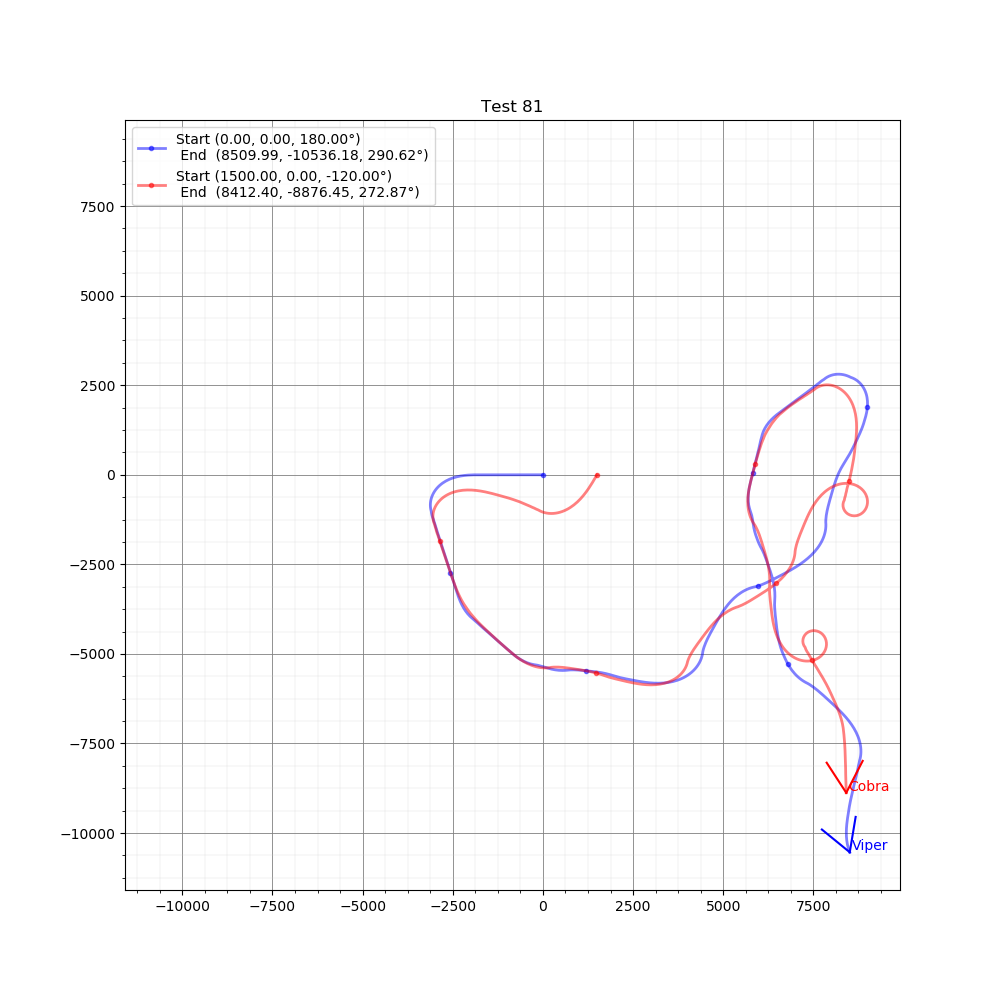 Test 81
Start (0.00, 0.00, 180.00°)
End (8509.99, -10536.18, 290.62°)
Start (1500.00, 0.00, -120.00°)
End (8412.40, -8876.45, 272.87°)
7500
5000
2500
0
−2500
−5000
−7500
−10000
Cobra
Viper
−10000 −7500 −5000 −2500 0 2500 5000 7500